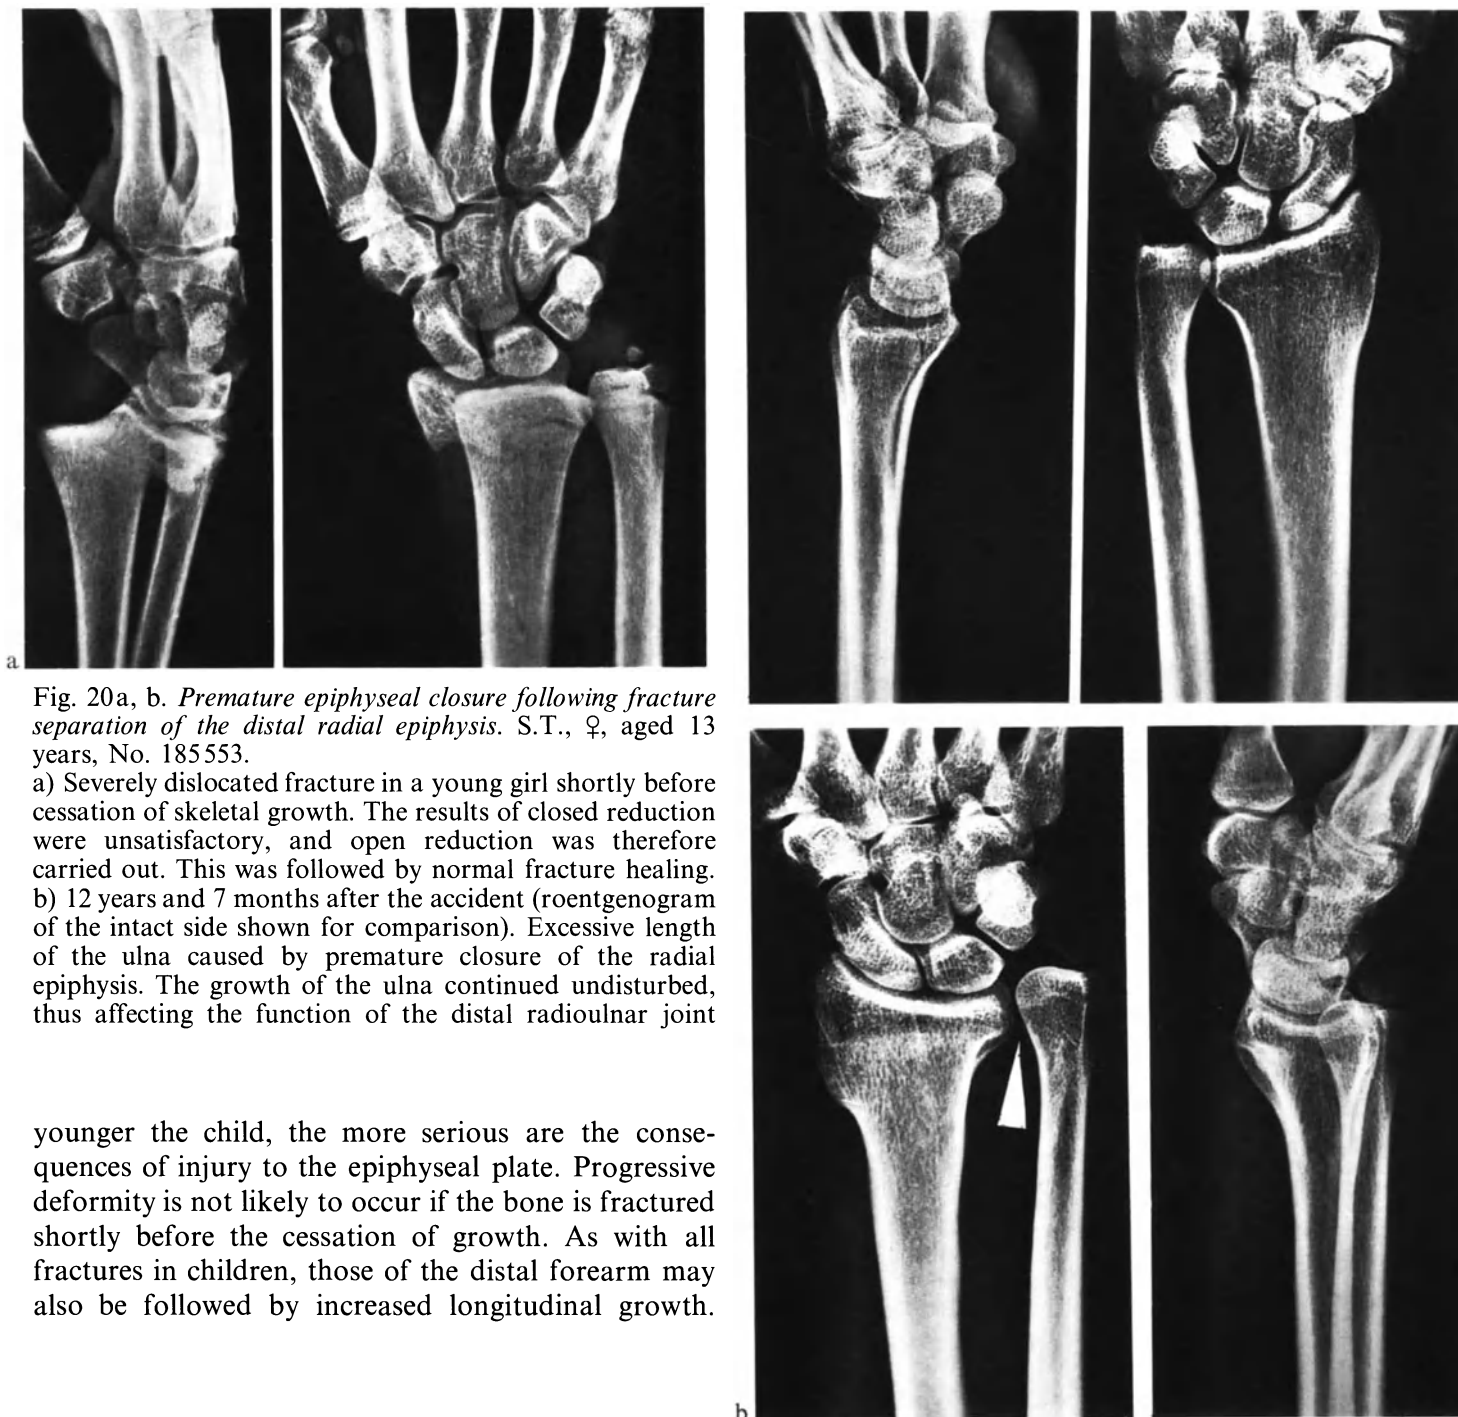 a
Fig. 20a, b. Premature epiphyseal closure following fracture
separation of the distal radial epiphysis. S.T., ♀, aged 13
years, No. 185553.
a) Severely dislocated fracture in a young girl shortly before
cessation of skeletal growth. The results of closed reduction
were unsatisfactory, and open reduction was therefore
carried out. This was followed by normal fracture healing.
b) 12 years and 7 months after the accident (roentgenogram
of the intact side shown for comparison). Excessive length
of the ulna caused by premature closure of the radial
epiphysis. The growth of the ulna continued undisturbed,
thus affecting the function of the distal radioulnar joint
younger the child, the more serious are the conse-
quences of injury to the epiphyseal plate. Progressive
deformity is not likely to occur if the bone is fractured
shortly before the cessation of growth. As with all
fractures in children, those of the distal forearm may
also be followed by increased longitudinal growth.
b